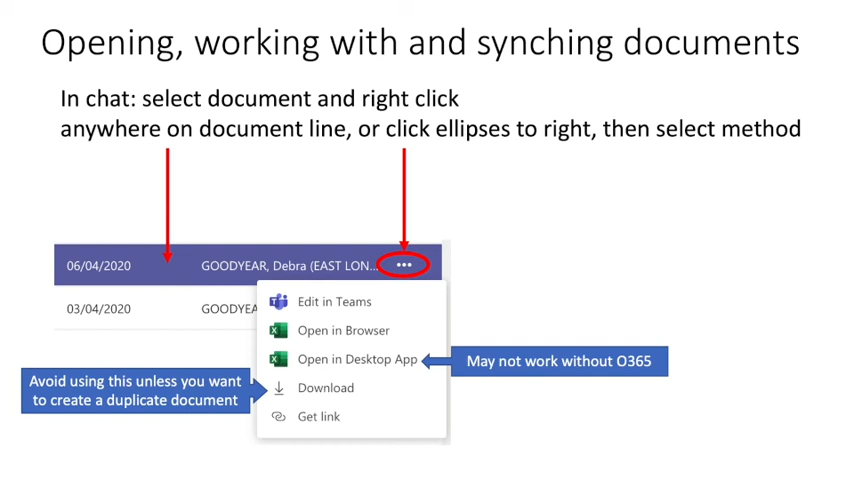 Opening, working with and synching documents
In chat: select document and right click
anywhere on document line, or click ellipses to right, then select method
06/04/2020 GOODYEAR, Debra (EAST LON... •••
03/04/2020 GOODYEA
Edit in Teams
Open in Browser
Open in Desktop App
May not work without O365
Avoid using this unless you want
to create a duplicate document
Download
Get link